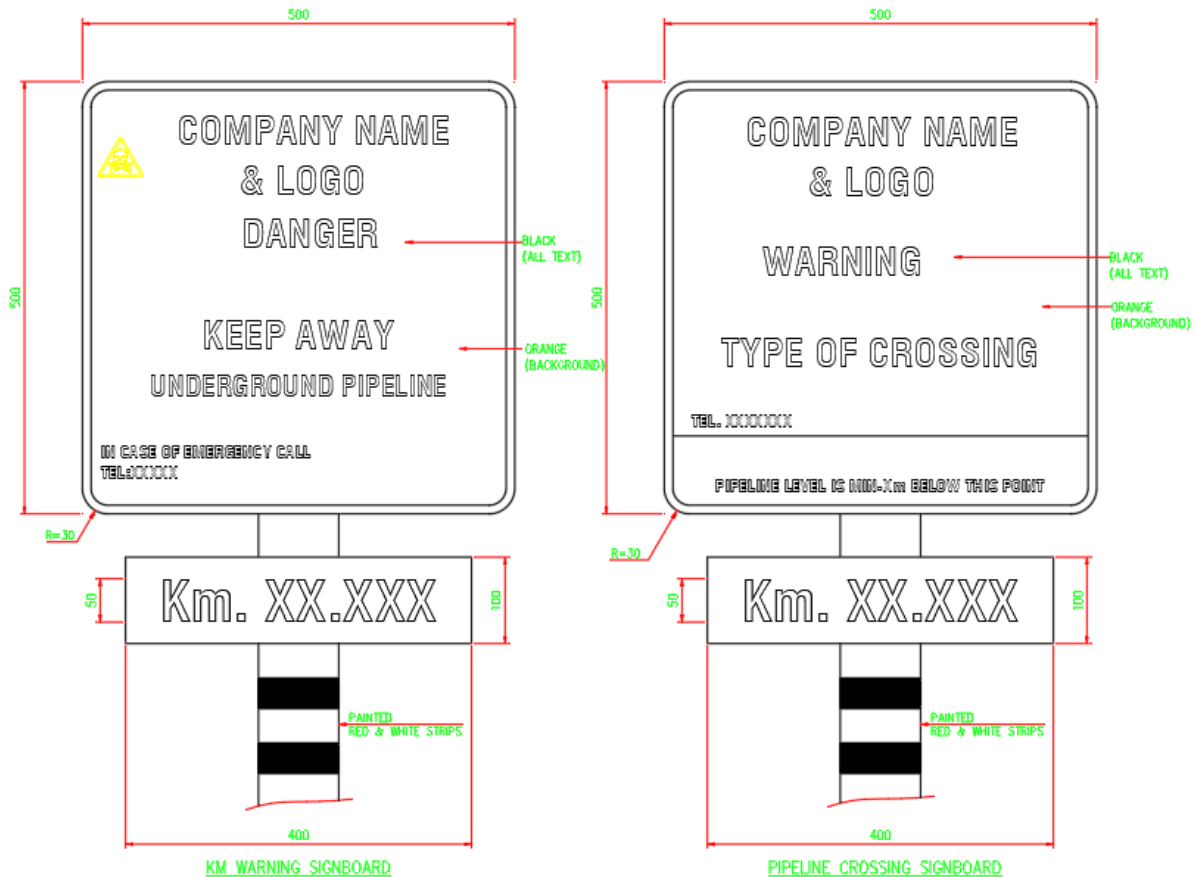 500
COMPANY NAME
& LOGO
DANGER
BLACK
(ALL TEXT)
500
KEEP AWAY
ORANGE
(BACKGROUND)
UNDERGROUND PIPELINE
IN CASE OF EMERGENCY CALL
TEL:XXXXX
R=30
50
Km. XX.XXX
100
PAINTED
RED & WHITE STRIPS
400
KM WARNING SIGNBOARD
500
COMPANY NAME
& LOGO
WARNING
BLACK
(ALL TEXT)
500
ORANGE
(BACKGROUND)
TYPE OF CROSSING
TEL. XXXXXXX
PIPELINE LEVEL IS MIN-Xm BELOW THIS POINT
R=30
50
Km. XX.XXX
100
PAINTED
RED & WHITE STRIPS
400
PIPELINE CROSSING SIGNBOARD